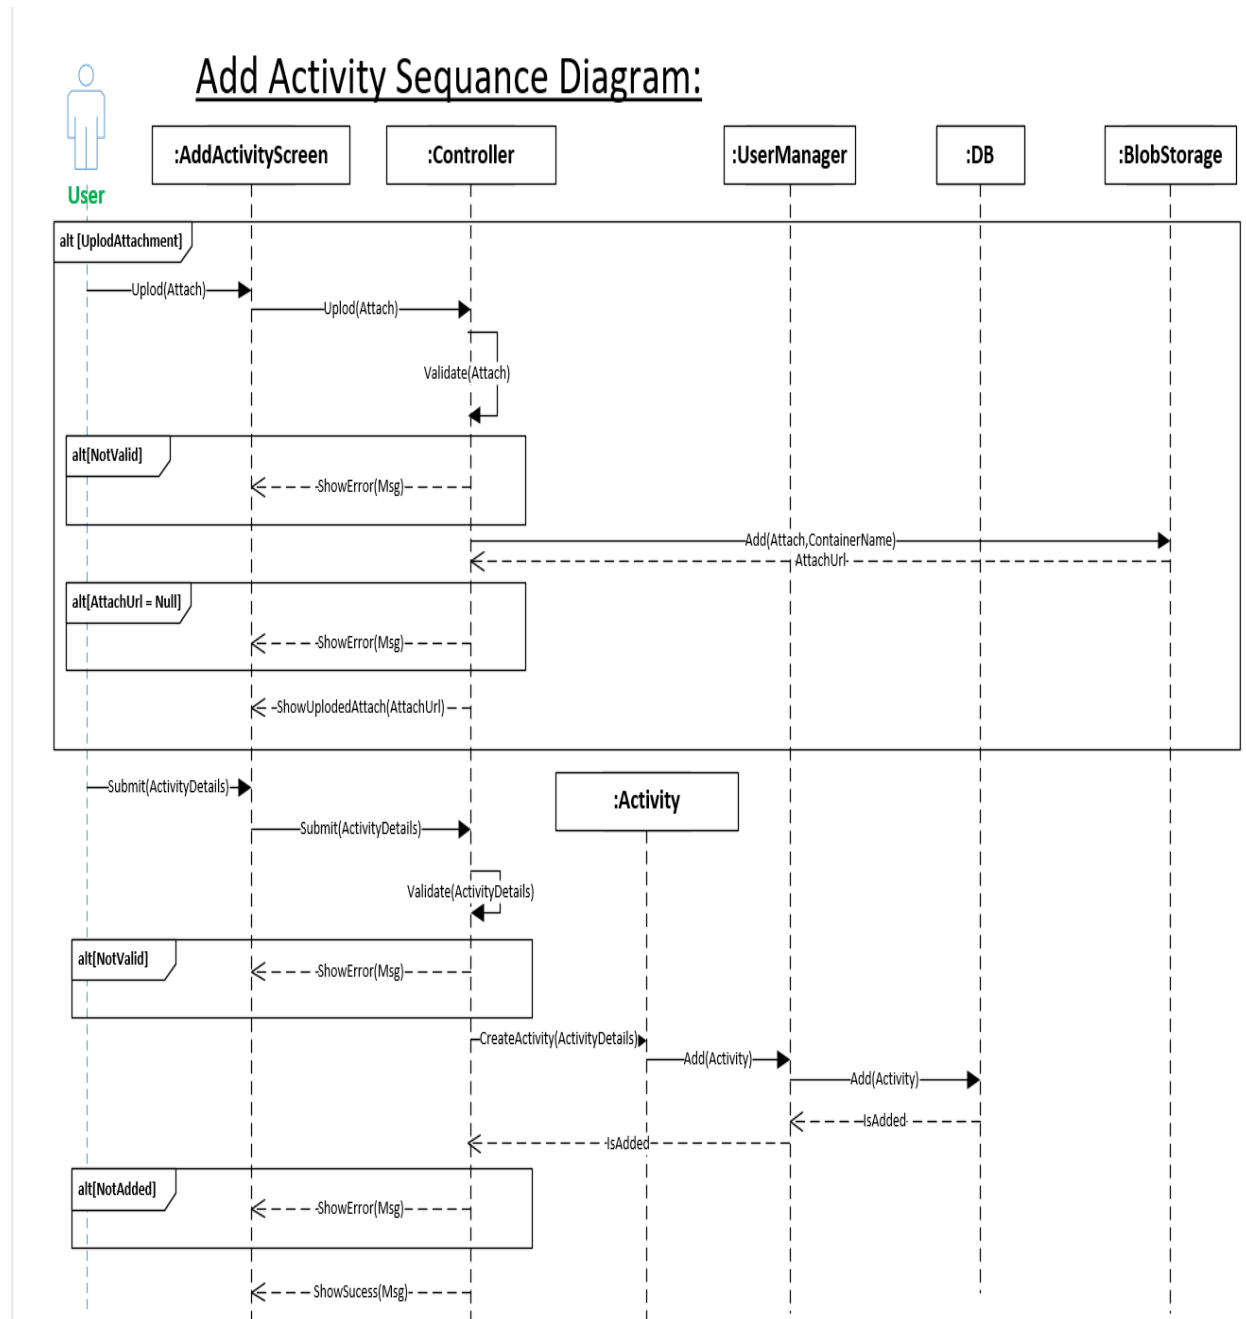 Add Activity Sequance Diagram:
User
:AddActivityScreen
:Controller
:UserManager
:DB
:BlobStorage
alt [UplodAttachment]
Uplod(Attach)
Uplod(Attach)
Validate(Attach)
alt[NotValid]
ShowError(Msg)
Add(Attach,ContainerName)
AttachUrl
alt[AttachUrl = Null]
ShowError(Msg)
ShowUplodedAttach(AttachUrl)
Submit(ActivityDetails)
:Activity
Submit(ActivityDetails)
Validate(ActivityDetails)
alt[NotValid]
ShowError(Msg)
CreateActivity(ActivityDetails)
Add(Activity)
Add(Activity)
IsAdded
IsAdded
alt[NotAdded]
ShowError(Msg)
ShowSucess(Msg)